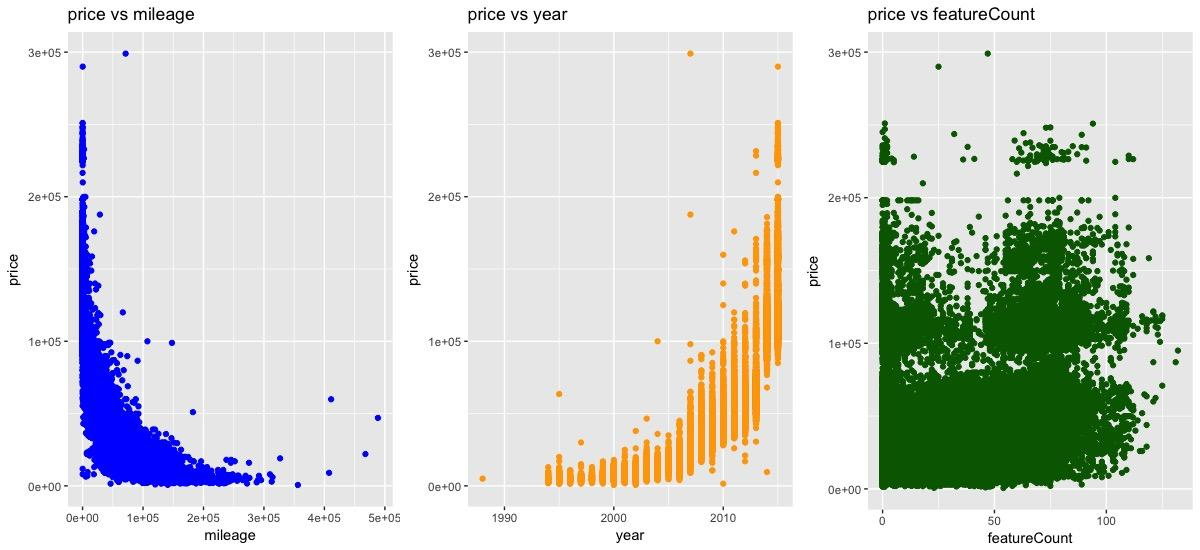 price vs mileage
3e+05
2e+05
1e+05
0e+00
price
0e+00 1e+05 2e+05 3e+05 4e+05 5e+05
mileage
price vs year
3e+05
2e+05
1e+05
0e+00
price
1990 2000 2010
year
price vs featureCount
3e+05
2e+05
1e+05
0e+00
price
0 50 100
featureCount